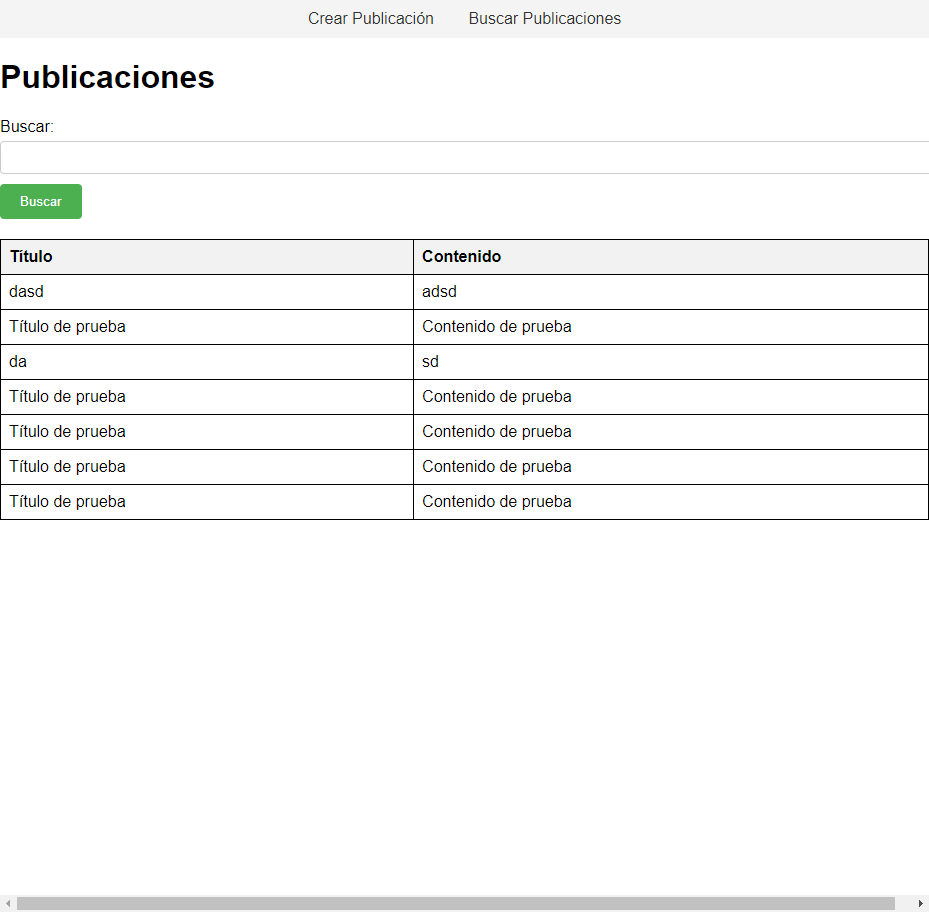 Crear Publicación Buscar Publicaciones
Publicaciones
Buscar:
Buscar
Título Contenido
dasd adsd
Título de prueba Contenido de prueba
da sd
Título de prueba Contenido de prueba
Título de prueba Contenido de prueba
Título de prueba Contenido de prueba
Título de prueba Contenido de prueba